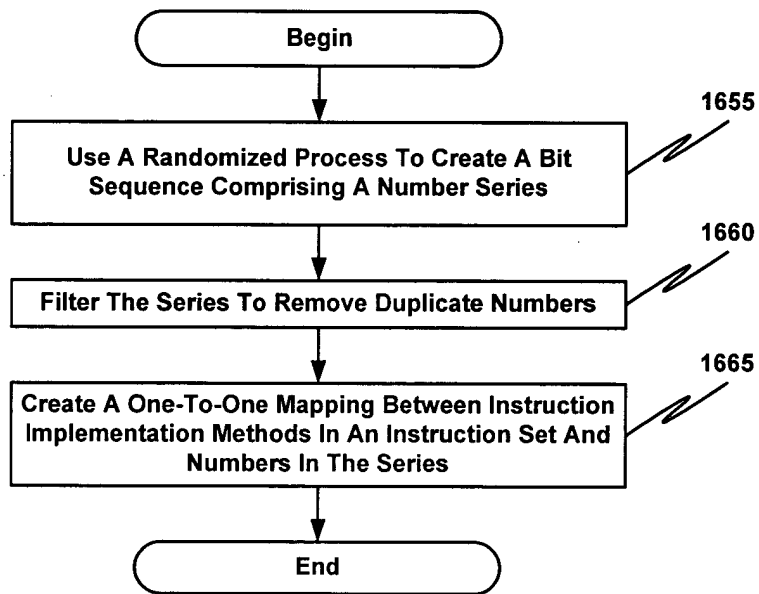 Begin
1655
Use A Randomized Process To Create A Bit
Sequence Comprising A Number Series
1660
Filter The Series To Remove Duplicate Numbers
1665
Create A One-To-One Mapping Between Instruction
Implementation Methods In An Instruction Set And
Numbers In The Series
End